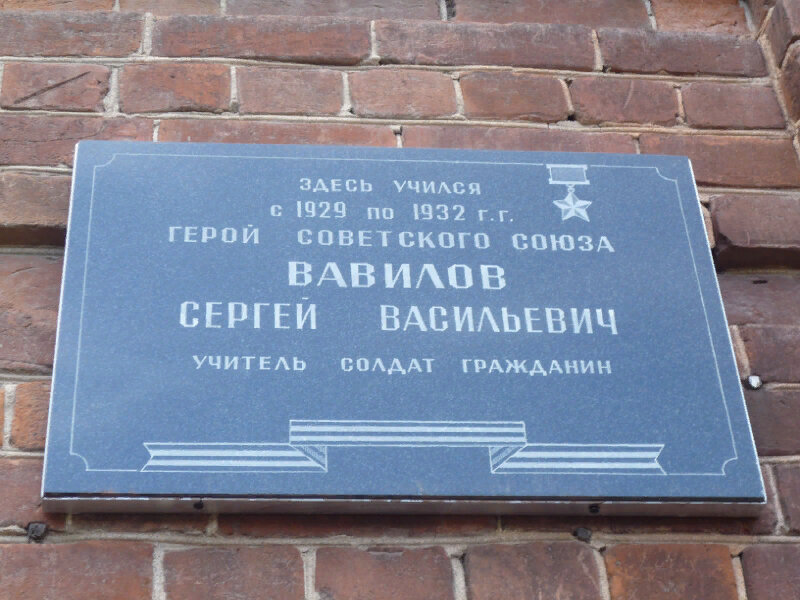 ЗДЕСЬ УЧИЛСЯ
с 1929 по 1932 г.г.
ГЕРОЙ СОВЕТСКОГО СОЮЗА
ВАВИЛОВ
СЕРГЕЙ ВАСИЛЬЕВИЧ
УЧИТЕЛЬ СОЛДАТ ГРАЖДАНИН